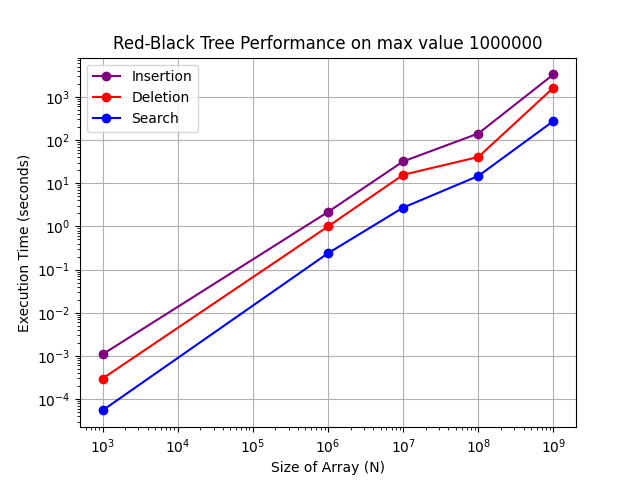 Red-Black Tree Performance on max value 1000000
Insertion
Deletion
Search
Execution Time (seconds)
10³
10²
10¹
10⁰
10⁻¹
10⁻²
10⁻³
10⁻⁴
10³ 10⁴ 10⁵ 10⁶ 10⁷ 10⁸ 10⁹
Size of Array (N)